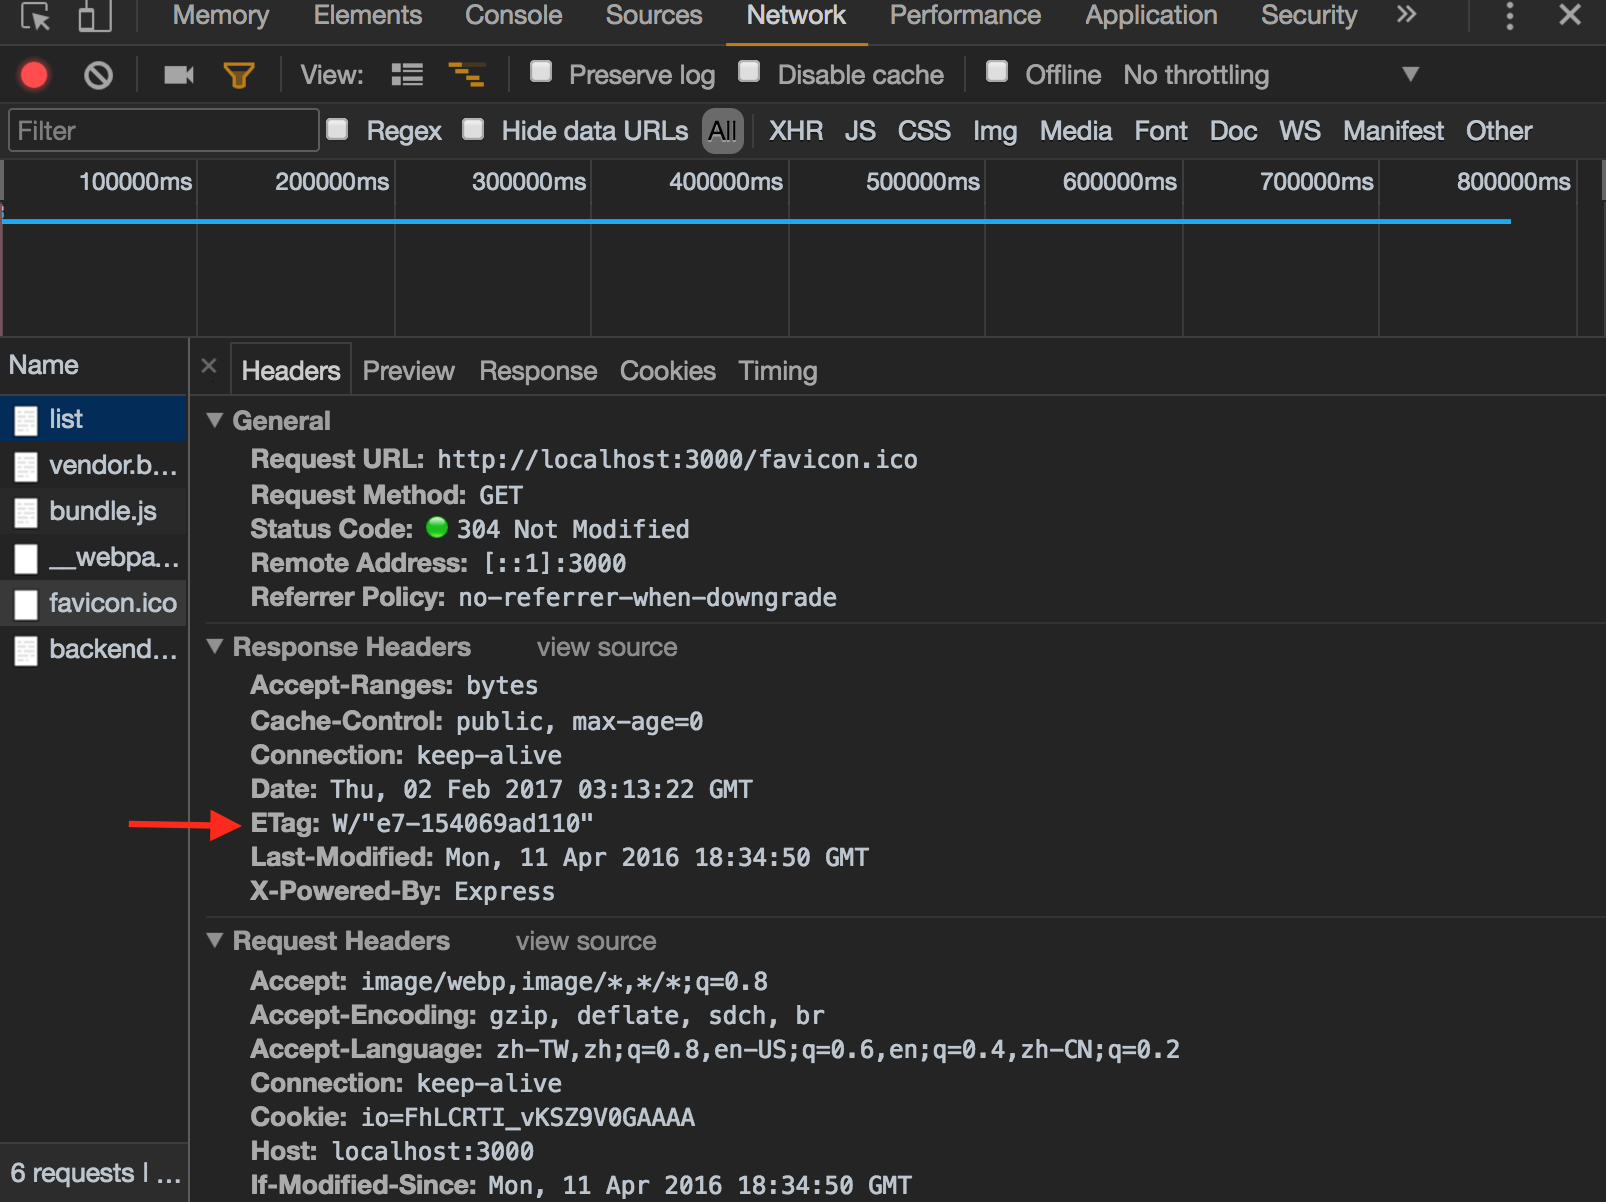 Memory Elements Console Sources Network Performance Application Security »
View: Preserve log Disable cache Offline No throttling
Filter Regex Hide data URLs All XHR JS CSS Img Media Font Doc WS Manifest Other
100000ms 200000ms 300000ms 400000ms 500000ms 600000ms 700000ms 800000ms
Name
list
vendor.b...
bundle.js
__webpa...
favicon.ico
backend...
6 requests | ...
× Headers Preview Response Cookies Timing
General
Request URL: http://localhost:3000/favicon.ico
Request Method: GET
Status Code: 304 Not Modified
Remote Address: [::1]:3000
Referrer Policy: no-referrer-when-downgrade
Response Headers view source
Accept-Ranges: bytes
Cache-Control: public, max-age=0
Connection: keep-alive
Date: Thu, 02 Feb 2017 03:13:22 GMT
ETag: W/"e7-154069ad110"
Last-Modified: Mon, 11 Apr 2016 18:34:50 GMT
X-Powered-By: Express
Request Headers view source
Accept: image/webp,image/*,*/*;q=0.8
Accept-Encoding: gzip, deflate, sdch, br
Accept-Language: zh-TW,zh;q=0.8,en-US;q=0.6,en;q=0.4,zh-CN;q=0.2
Connection: keep-alive
Cookie: io=FhLCRTI_vKSZ9V0GAAAA
Host: localhost:3000
If-Modified-Since: Mon, 11 Apr 2016 18:34:50 GMT